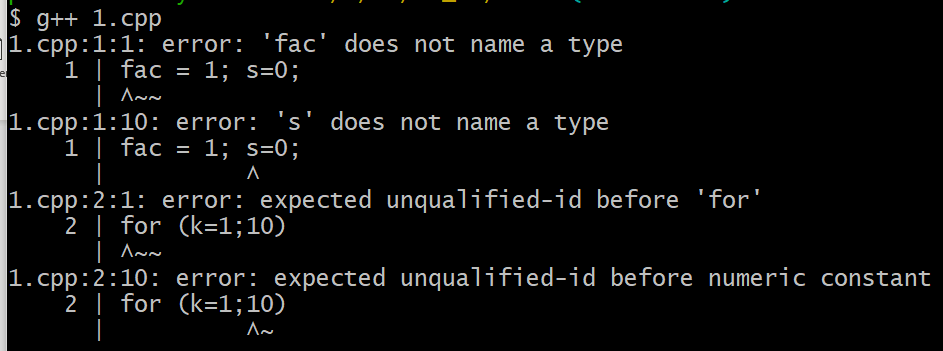 $ g++ 1.cpp
1.cpp:1:1: error: 'fac' does not name a type
    1 | fac = 1; s=0;
      | ^~~
1.cpp:1:10: error: 's' does not name a type
    1 | fac = 1; s=0;
      |          ^
1.cpp:2:1: error: expected unqualified-id before 'for'
    2 | for (k=1;10)
      | ^~~
1.cpp:2:10: error: expected unqualified-id before numeric constant
    2 | for (k=1;10)
      |          ^~